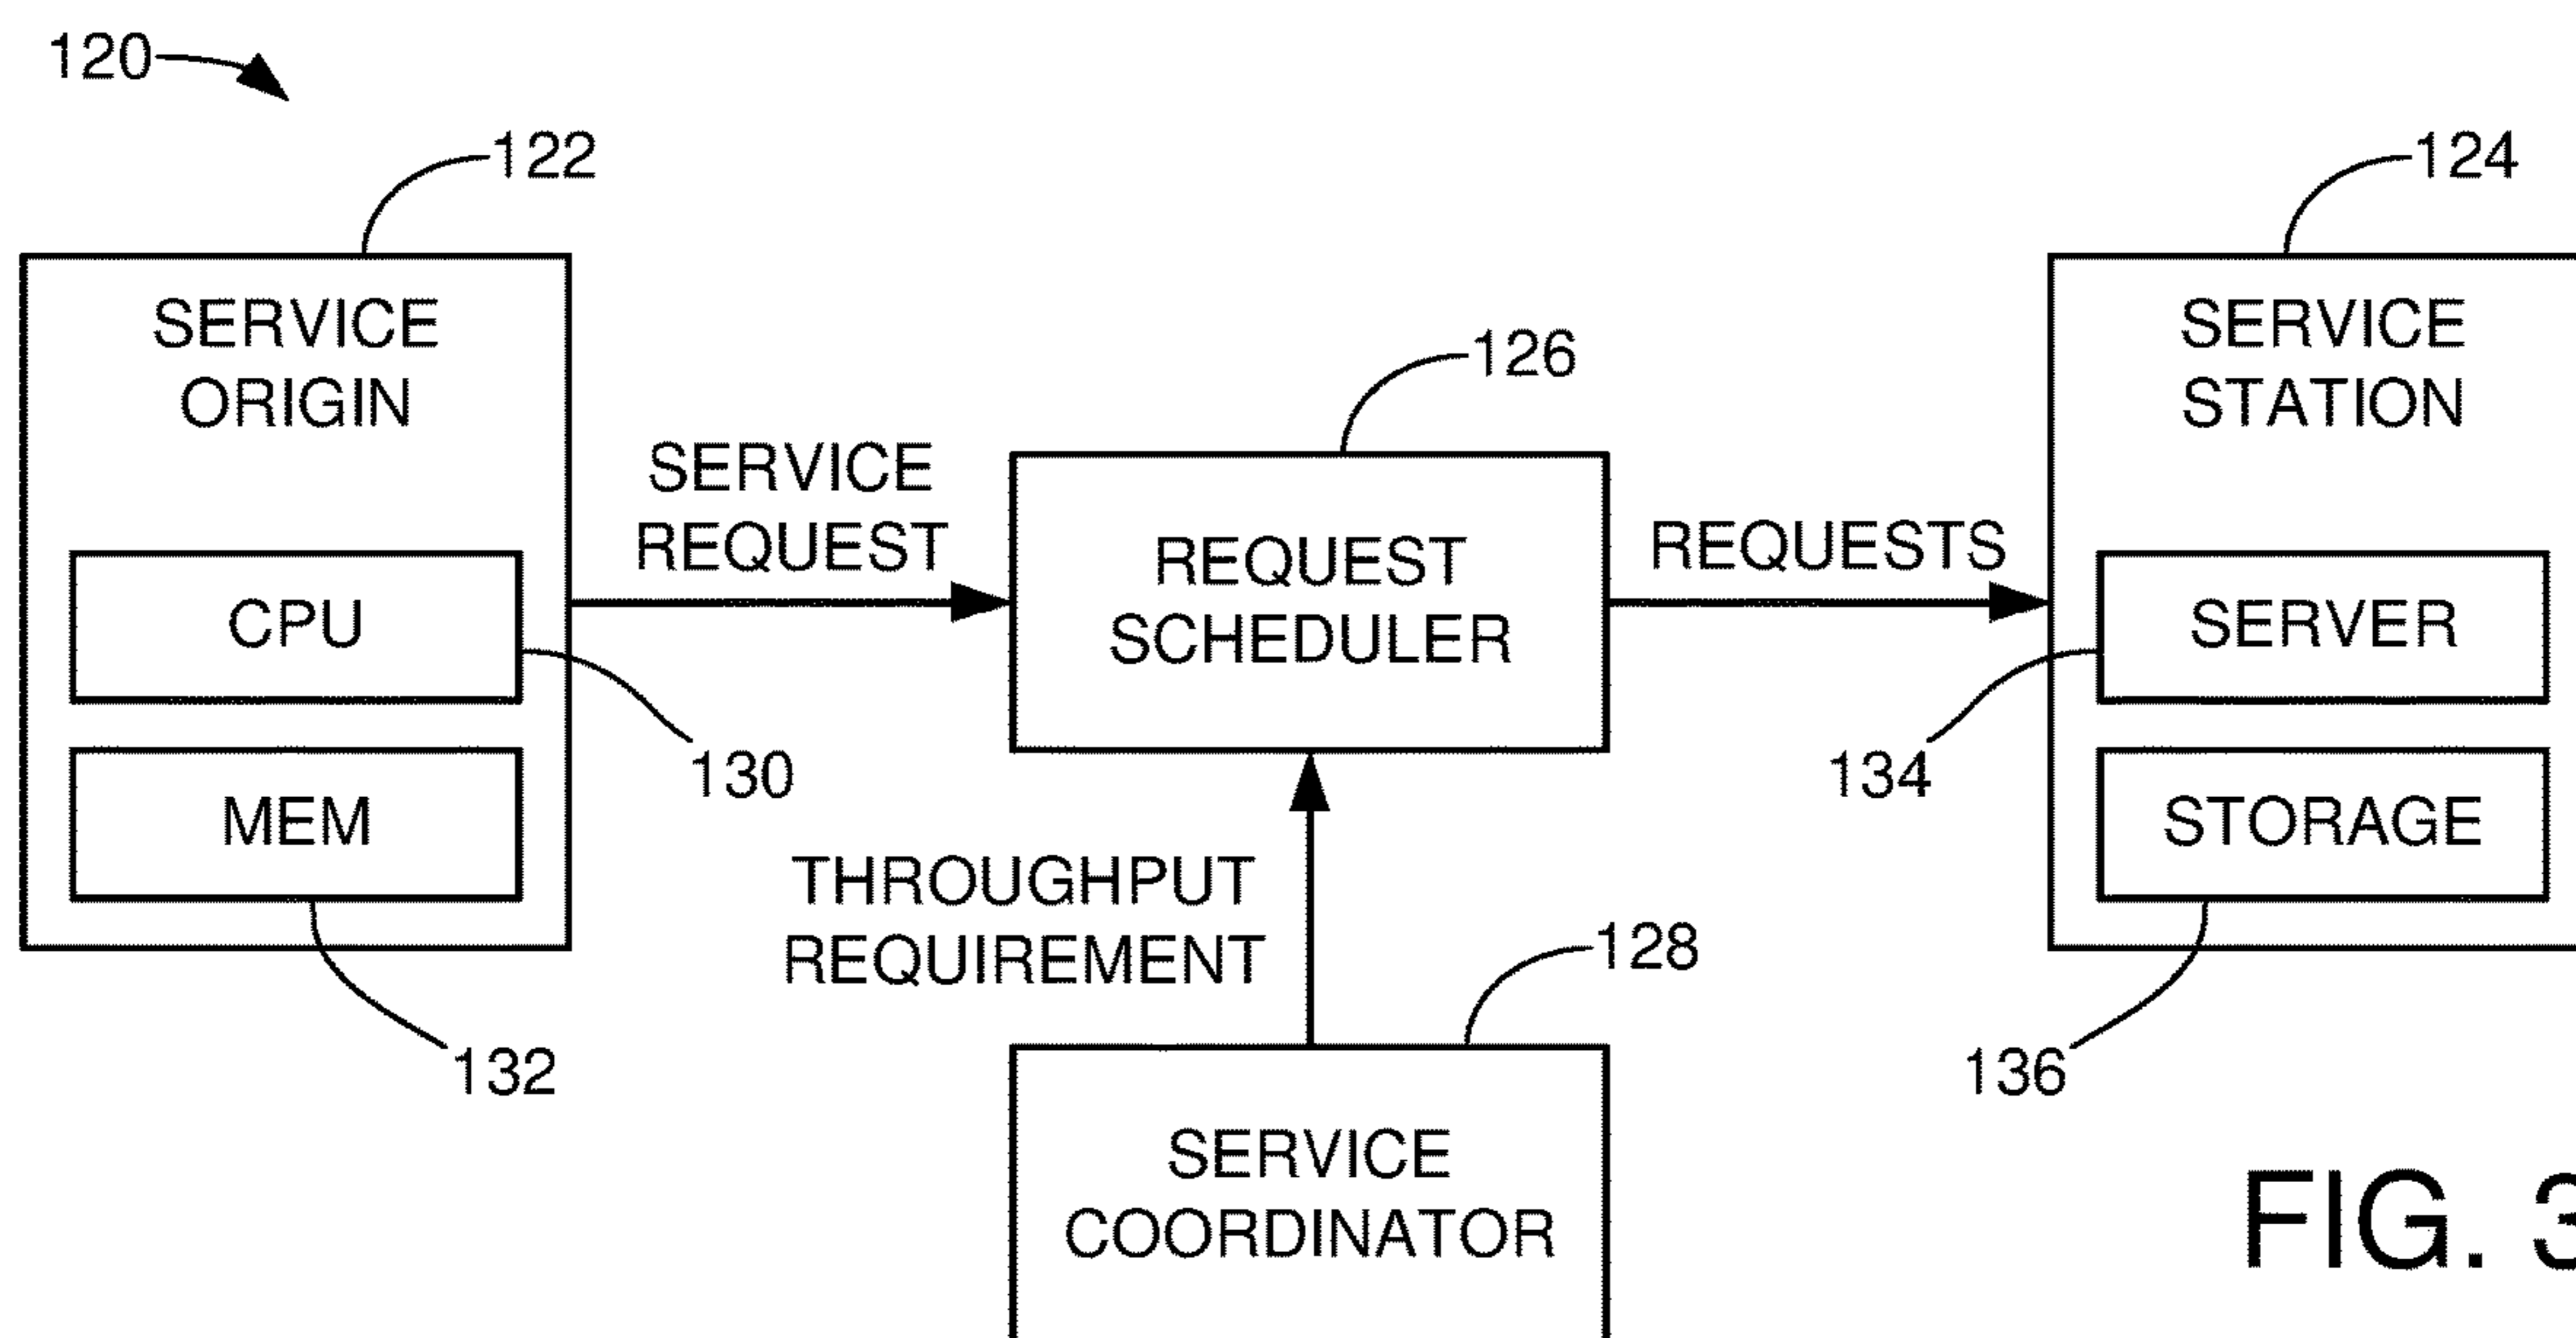 120
122
124
SERVICE
ORIGIN
SERVICE
STATION
126
SERVICE
REQUEST
REQUEST
SCHEDULER
REQUESTS
CPU
SERVER
130
134
MEM
STORAGE
THROUGHPUT
REQUIREMENT
128
132
136
SERVICE
COORDINATOR
FIG. 3